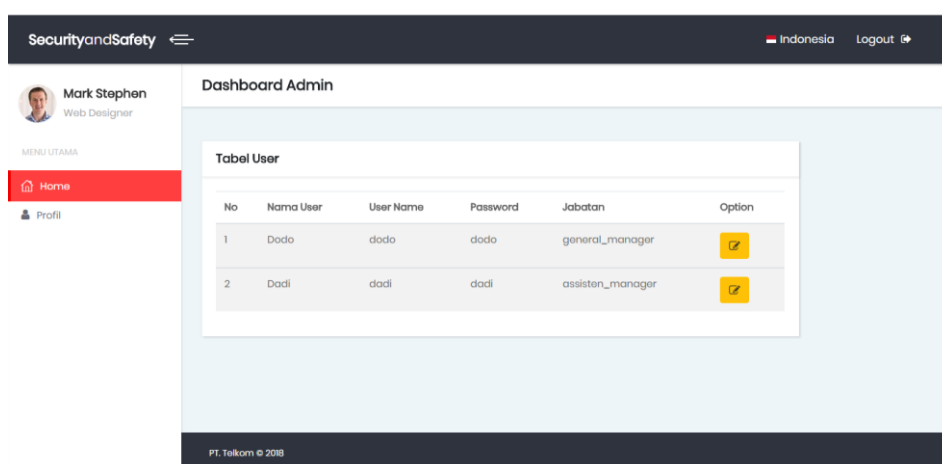 SecurityandSafety
Indonesia Logout
Mark Stephen
Web Designer
MENU UTAMA
Home
Profil
Dashboard Admin
Tabel User
No Nama User User Name Password Jabatan Option
1 Dodo dodo dodo general_manager
2 Dadi dadi dadi assisten_manager
PT. Telkom © 2018